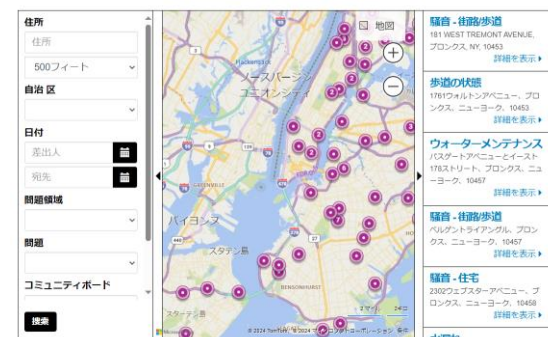 住所
住所
500フィート
自治 区
日付
差出人
宛先
問題領域
問題
コミュニティボード
捜索
地図
ノースバージン
ユニオンシティ
バイヨンヌ
スタテン島
BENSONHURST
© 2024 TomTom, © 2024
騒音 - 街路/歩道
181 WEST TREMONT AVENUE,
ブロンクス, NY, 10453
詳細を表示
歩道の状態
1761ウォルトンアベニュー、ブロ
ンクス、ニューヨーク、10453
詳細を表示
ウォーターメンテナンス
バスゲートアベニューとイースト
178ストリート、ブロンクス、ニュ
ーヨーク、10457
詳細を表示
騒音 - 街路/歩道
ベルゲントライアングル、ブロン
クス、ニューヨーク、10457
詳細を表示
騒音 - 住宅
2302ウェブスターアベニュー、ブ
ロンクス、ニューヨーク、10458
詳細を表示